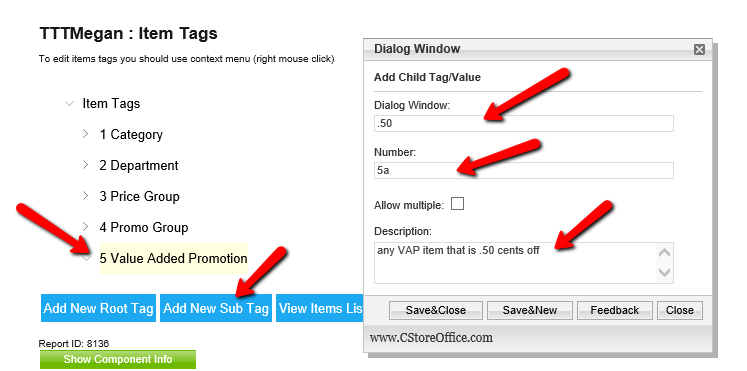 TTTMegan : Item Tags
To edit items tags you should use context menu (right mouse click)
Item Tags
1 Category
2 Department
3 Price Group
4 Promo Group
5 Value Added Promotion
Add New Root Tag
Add New Sub Tag
View Items Lis
Report ID: 8136
Show Component Info
Dialog Window
Add Child Tag/Value
Dialog Window:
.50
Number:
5a
Allow multiple:
Description:
any VAP item that is .50 cents off
Save&Close
Save&New
Feedback
Close
www.CStoreOffice.com